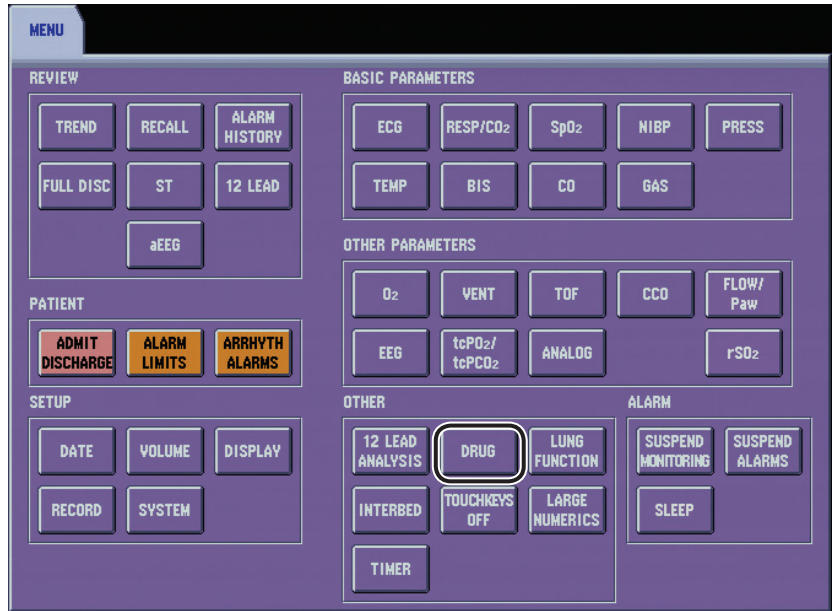 MENU
REVIEW
TREND
RECALL
ALARM
HISTORY
FULL DISC
ST
12 LEAD
aEEG
PATIENT
ADMIT
DISCHARGE
ALARM
LIMITS
ARRHYTH
ALARMS
SETUP
DATE
VOLUME
DISPLAY
RECORD
SYSTEM
BASIC PARAMETERS
ECG
RESP/CO₂
SpO₂
NIBP
PRESS
TEMP
BIS
CO
GAS
OTHER PARAMETERS
O₂
VENT
TOF
CCO
FLOW/
Paw
EEG
tcPO₂/
tcPCO₂
ANALOG
rSO₂
OTHER
12 LEAD
ANALYSIS
DRUG
LUNG
FUNCTION
INTERBED
TOUCHKEYS
OFF
LARGE
NUMERICS
TIMER
ALARM
SUSPEND
MONITORING
SUSPEND
ALARMS
SLEEP